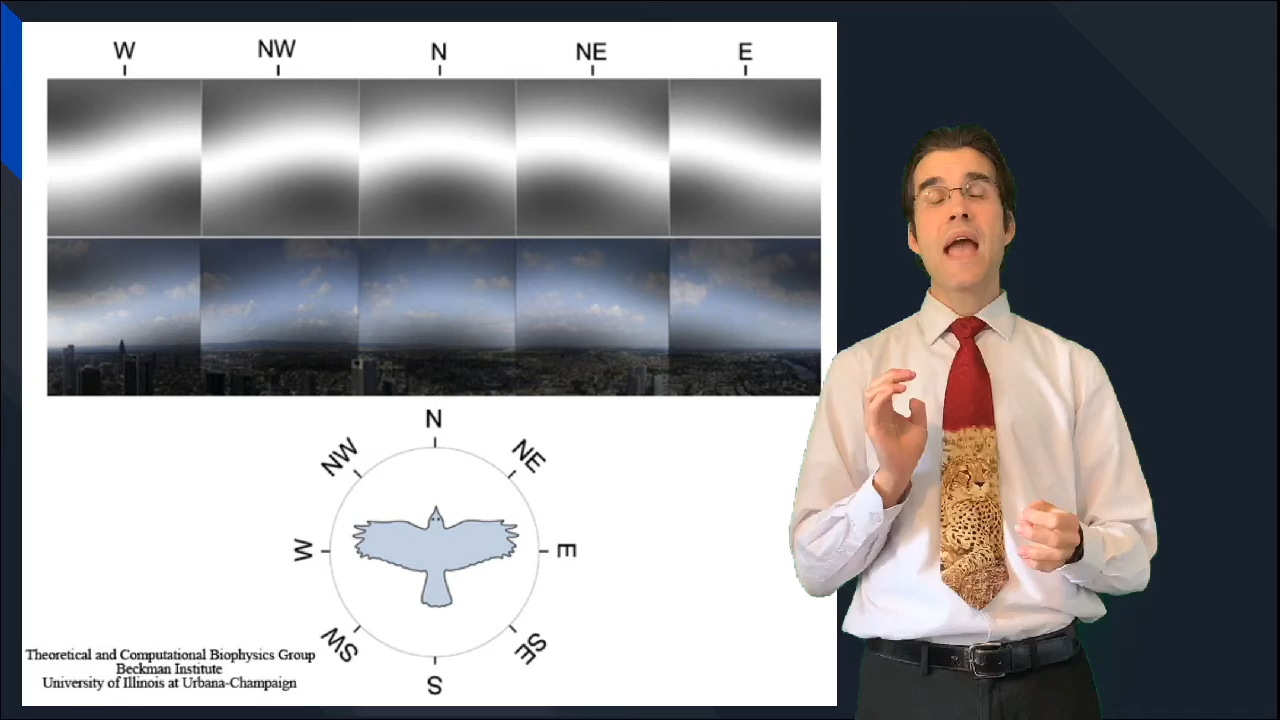 W NW N NE E
N
NW NE
W E
SW SE
S
Theoretical and Computational Biophysics Group
Beckman Institute
University of Illinois at Urbana-Champaign